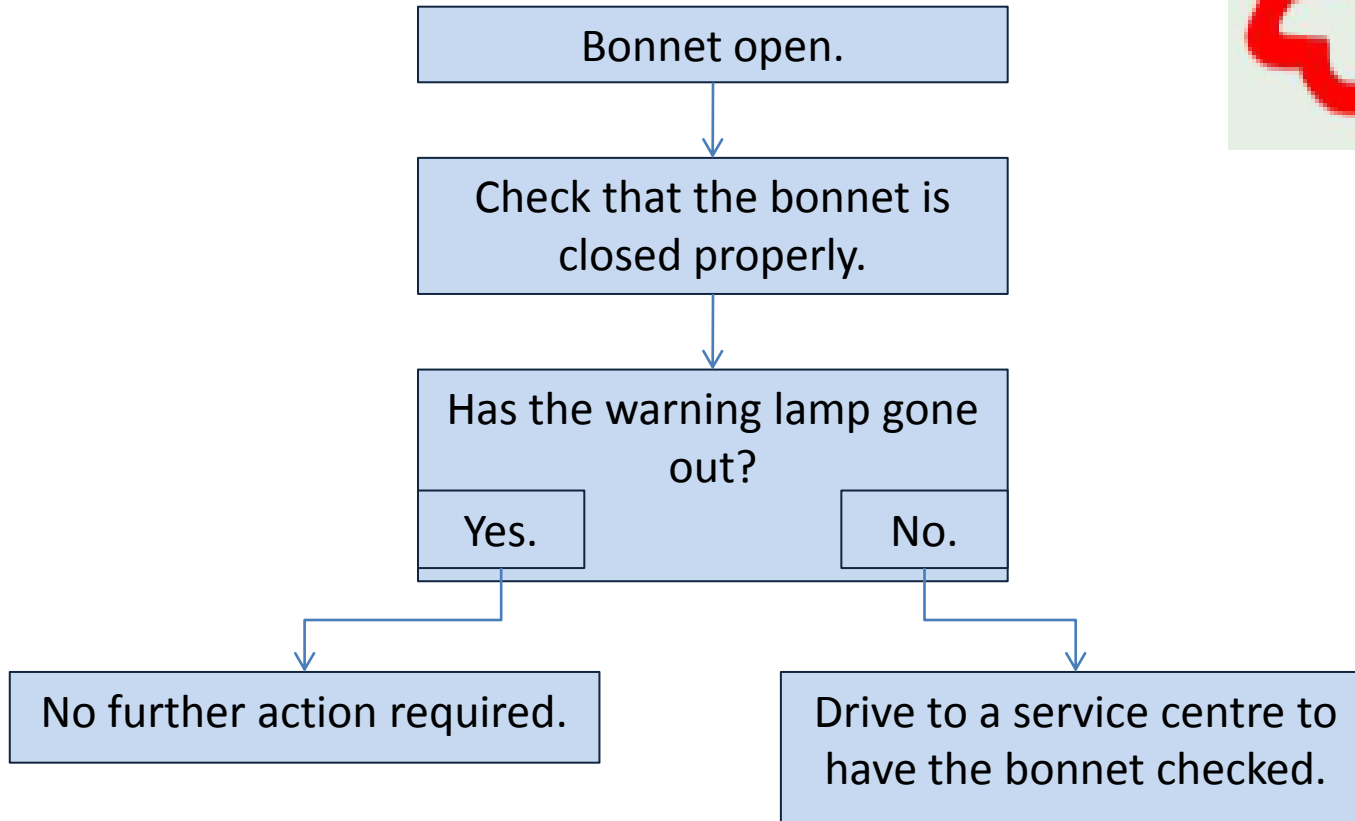 Bonnet open.
Check that the bonnet is
closed properly.
Has the warning lamp gone
out?
Yes.
No.
No further action required.
Drive to a service centre to
have the bonnet checked.